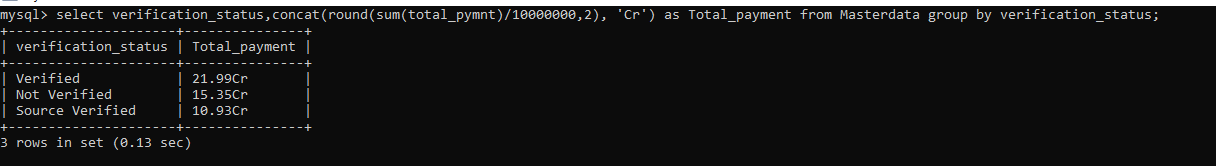 mysql> select verification_status,concat(round(sum(total_pymnt)/10000000,2), 'Cr') as Total_payment from Masterdata group by verification_status;
+---------------------+---------------+
| verification_status | Total_payment |
+---------------------+---------------+
| Verified            | 21.99Cr       |
| Not Verified        | 15.35Cr       |
| Source Verified     | 10.93Cr       |
+---------------------+---------------+
3 rows in set (0.13 sec)